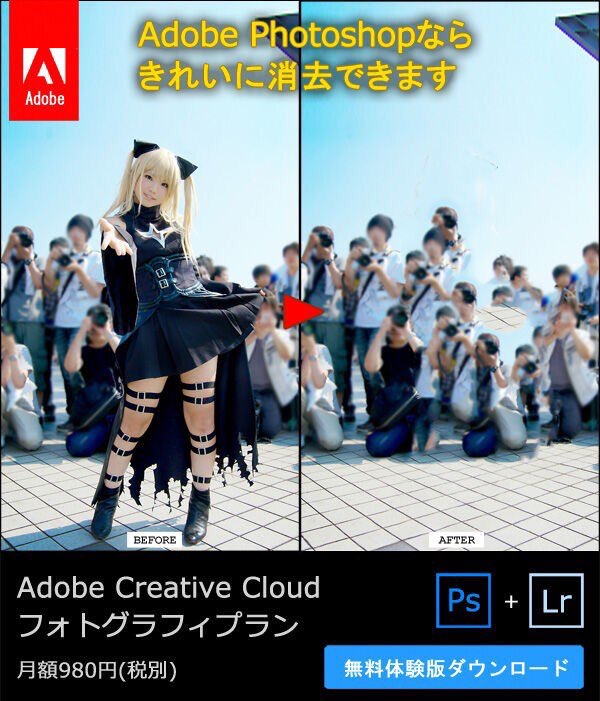 Adobe
Adobe Photoshopなら
きれいに消去できます
BEFORE
AFTER
Adobe Creative Cloud
フォトグラフィプラン
Ps + Lr
月額980円(税別)
無料体験版ダウンロード